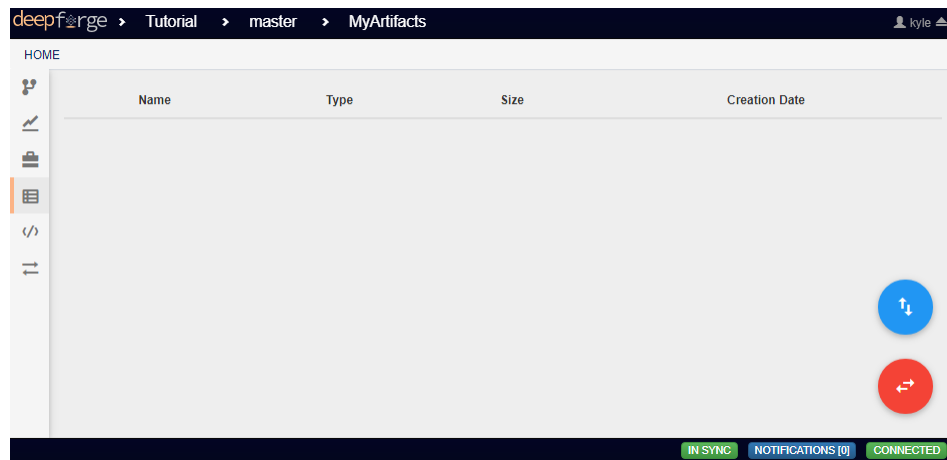 deepforge › Tutorial › master › MyArtifacts kyle
HOME
Name Type Size Creation Date
IN SYNC NOTIFICATIONS [0] CONNECTED